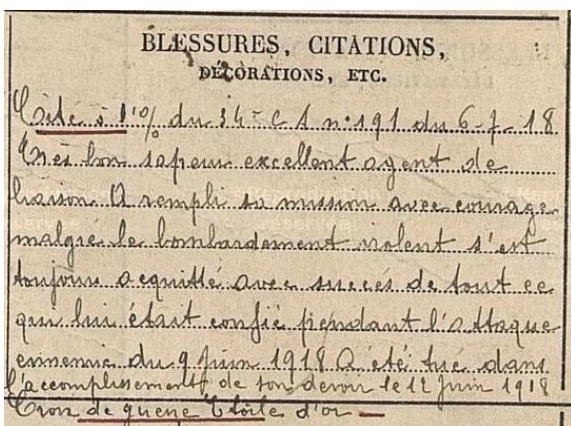 BLESSURES, CITATIONS,
DÉCORATIONS, ETC.
Cité à l'O/ du 34e C A n° 191 du 6-7-18
Très bon sapeur excellent agent de
liaison A rempli sa mission avec courage
malgré le bombardement violent s'est
toujours acquitté avec succès de tout ce
qui lui était confié pendant l'attaque
ennemie du 9 Juin 1918 A été tué dans
l'accomplissement de son devoir le 12 Juin 1918
Croix de guerre Etoile d'or